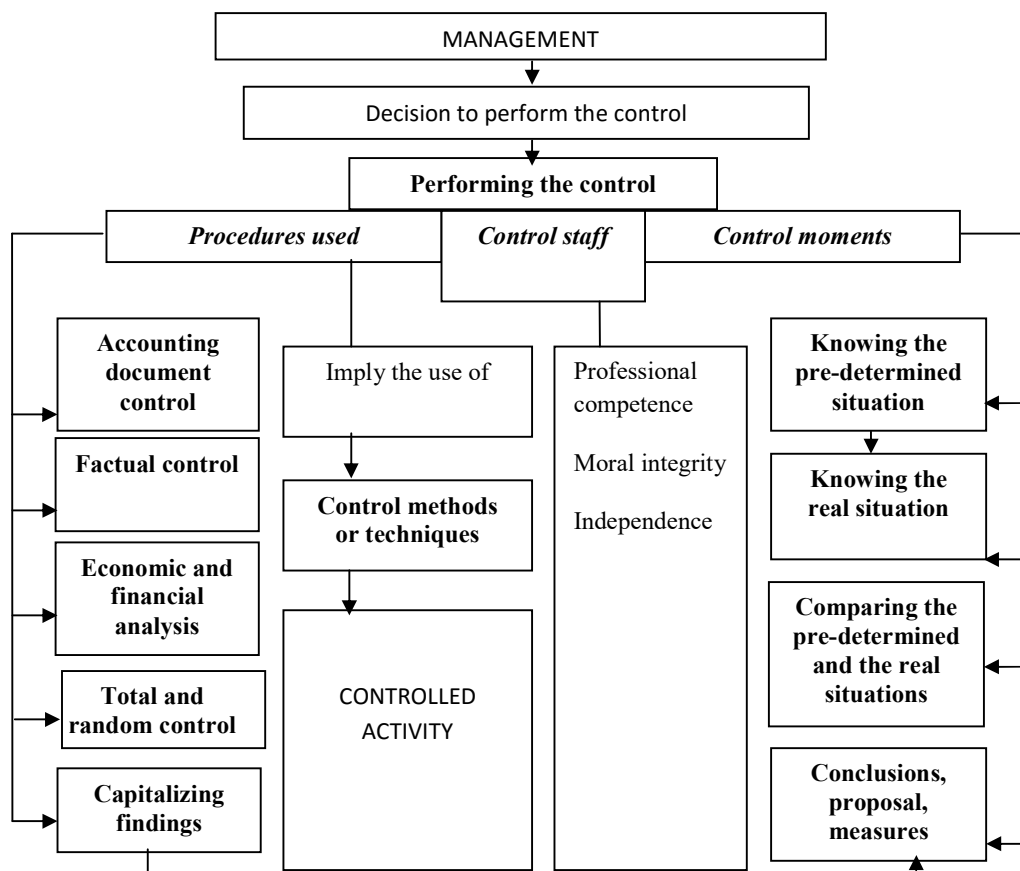 MANAGEMENT
Decision to perform the control
Performing the control
Procedures used
Control staff
Control moments
Accounting
document
control
Factual control
Economic and
financial
analysis
Total and
random control
Capitalizing
findings
Imply the use of
Control methods
or techniques
CONTROLLED
ACTIVITY
Professional
competence
Moral integrity
Independence
Knowing the
pre-determined
situation
Knowing the
real situation
Comparing the
pre-determined
and the real
situations
Conclusions,
proposal,
measures